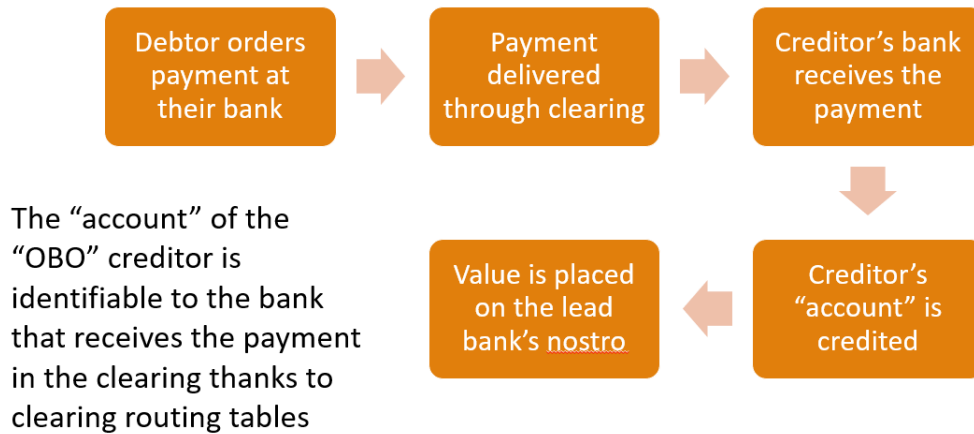 Debtor orders
payment at
their bank
Payment
delivered
through clearing
Creditor’s bank
receives the
payment
The “account” of the
“OBO” creditor is
identifiable to the bank
that receives the payment
in the clearing thanks to
clearing routing tables
Value is placed
on the lead
bank’s nostro
Creditor’s
“account” is
credited